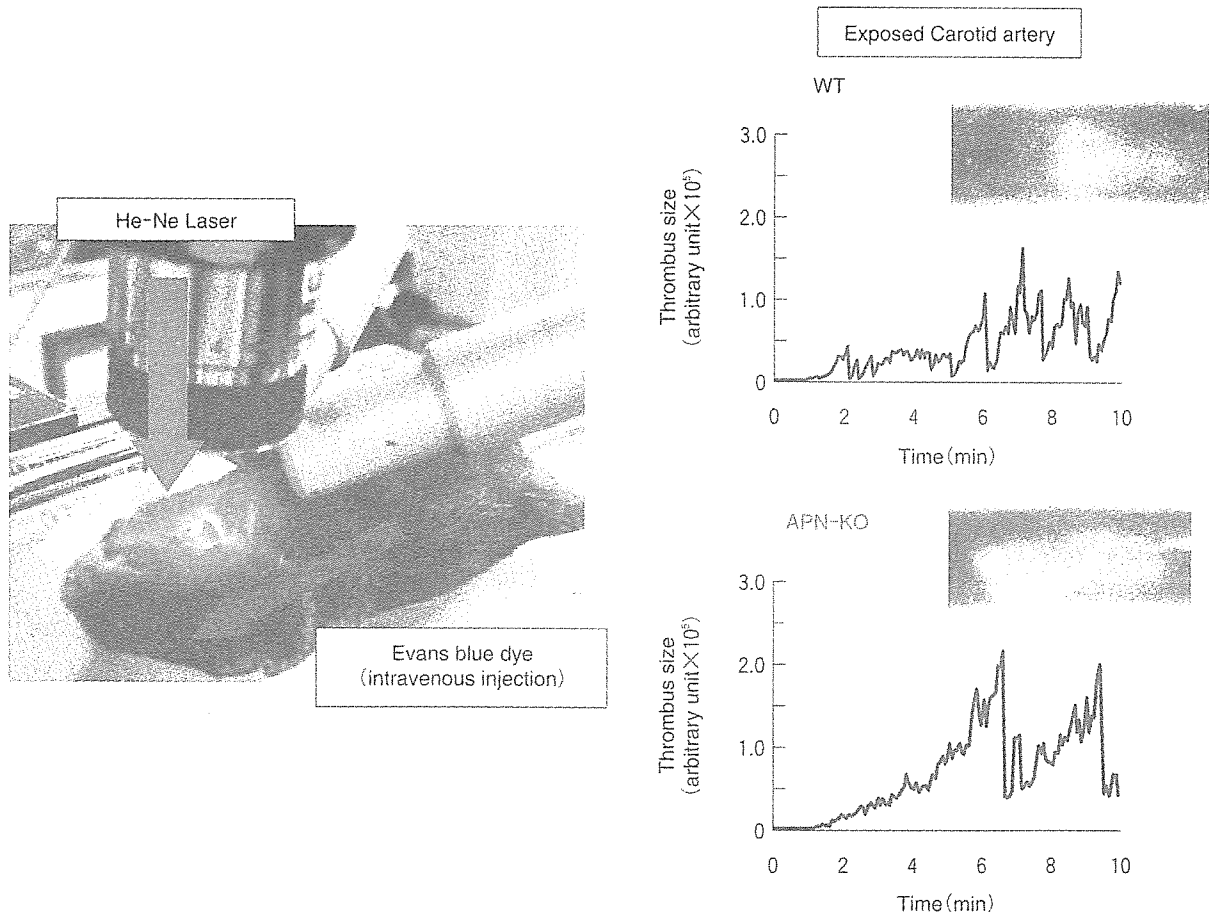 He-Ne Laser
Evans blue dye
(intravenous injection)
Exposed Carotid artery
WT
Thrombus size
(arbitrary unit×10⁵)
3.0
2.0
1.0
0
0 2 4 6 8 10
Time(min)
APN-KO
Thrombus size
(arbitrary unit×10⁵)
3.0
2.0
1.0
0
0 2 4 6 8 10
Time(min)